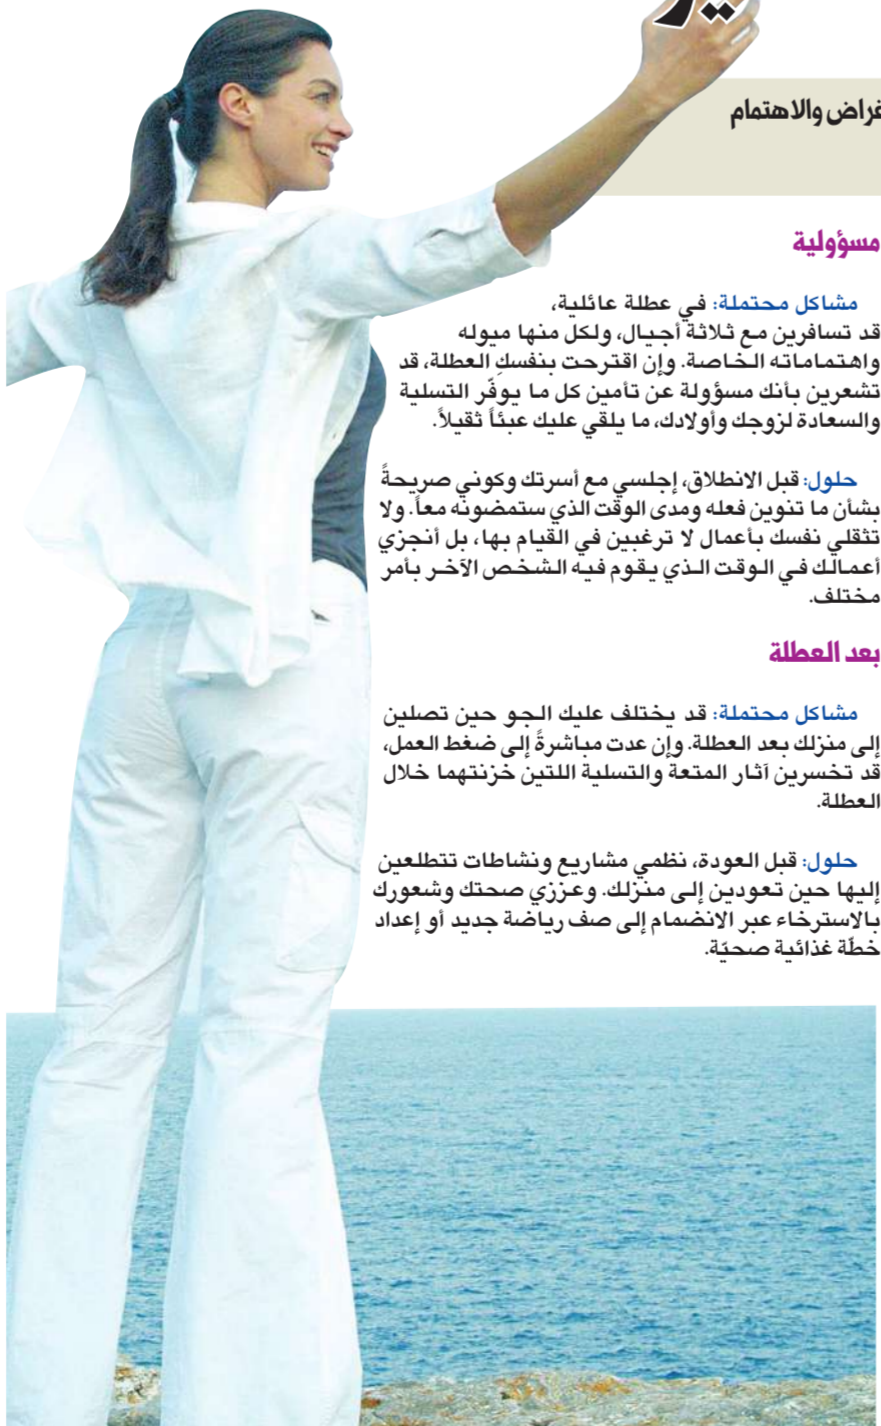 والاهتمام
مسؤولية
مشاكل محتملة: في عطلة عائلية،
قد تسافرين مع ثلاثة أجيال، ولكل منها ميوله
واهتماماته الخاصة. وإن اقترحت بنفسكِ العطلة، قد
تشعرين بأنك مسؤولة عن تأمين كل ما يوفّر التسلية
والسعادة لزوجك وأولادك، ما يلقي عليك عبئاً ثقيلاً.
حلول: قبل الانطلاق، إجلسي مع أسرتك وكوني صريحةً
بشأن ما تنوين فعله ومدى الوقت الذي ستمضونه معاً. ولا
تثقلي نفسك بأعمال لا ترغبين في القيام بها، بل أنجزي
أعمالك في الوقت الذي يقوم فيه الشخص الآخر بأمر
مختلف.
بعد العطلة
مشاكل محتملة: قد يختلف عليك الجو حين تصلين
إلى منزلك بعد العطلة. وإن عدت مباشرةً إلى ضغط العمل،
قد تخسرين آثار المتعة والتسلية اللتين خزنتهما خلال
العطلة.
حلول: قبل العودة، نظمي مشاريع ونشاطات تتطلعين
إليها حين تعودين إلى منزلك. وعززي صحتك وشعورك
بالاسترخاء عبر الانضمام إلى صف رياضة جديد أو إعداد
خطّة غذائية صحيّة.